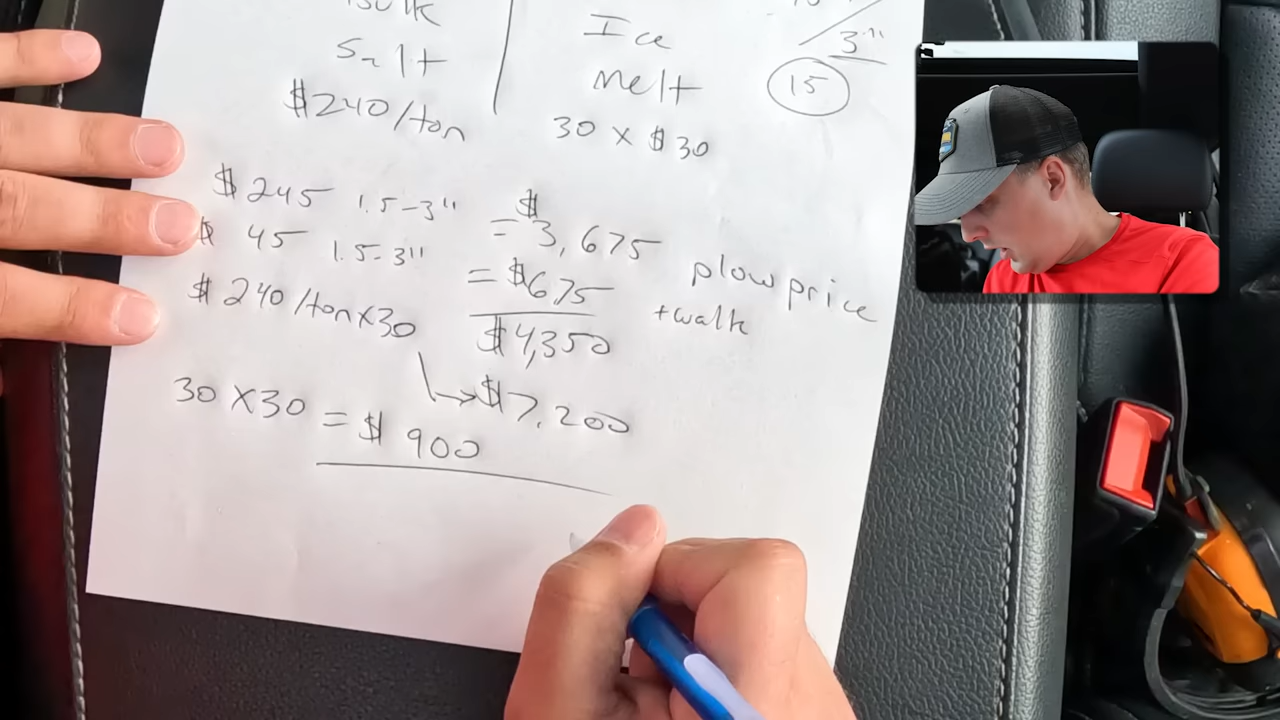 Salt
$240/ton
Ice
melt
30 x $30
3"
15
$245 1.5-3" = $3,675
$ 45 1.5-3" = $675
plow price
+walk
$240/ton x30
$4,350
→ $7,200
30 x 30 = $900